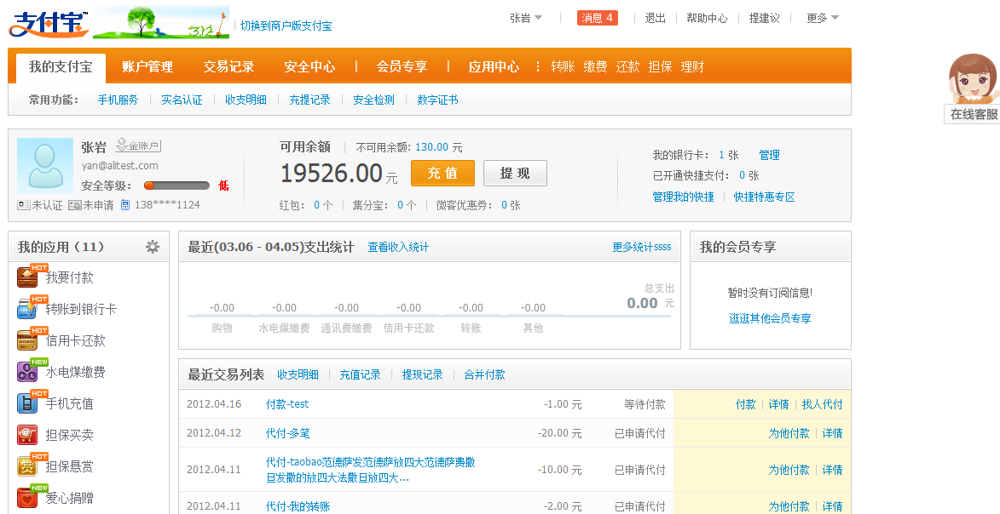 支付宝™
3.12
切换到商户版支付宝
张岩
消息 4
退出
帮助中心
提建议
更多
我的支付宝
账户管理
交易记录
安全中心
会员专享
应用中心
转账 缴费 还款 担保 理财
在线客服
常用功能:
手机服务
实名认证
收支明细
充提记录
安全检测
数字证书
张岩 金账户
yan@alitest.com
安全等级: 低
未认证 未申请 138****1124
可用余额 不可用余额: 130.00 元
19526.00 元
充 值
提 现
红包: 0 个 集分宝: 0 个 微客优惠券: 0 张
我的银行卡: 1 张 管理
已开通快捷支付: 0 张
管理我的快捷 快捷特惠专区
我的应用（11）
HOT 我要付款
HOT 转账到银行卡
HOT 信用卡还款
NEW 水电煤缴费
HOT 手机充值
担保买卖
HOT 担保悬赏
NEW 爱心捐赠
最近(03.06 - 04.05)支出统计 查看收入统计 更多统计ssss
总支出
0.00 元
-0.00 -0.00 -0.00 -0.00 -0.00 -0.00
购物 水电煤缴费 通讯费缴费 信用卡还款 转账 其他
我的会员专享
暂时没有订阅信息!
逛逛其他会员专享
最近交易列表 收支明细 充值记录 提现记录 合并付款
2012.04.16 付款-test -1.00 元 等待付款 付款 详情 找人代付
2012.04.12 代付-多笔 -20.00 元 已申请代付 为他付款 详情
2012.04.11 代付-taobao范德萨发范德萨放四大范德萨费撒
旦发撒的放四大法撒旦放四大... -10.00 元 已申请代付 为他付款 详情
2012.04.11 代付-我的转账 -2.00 元 已申请代付 为他付款 详情